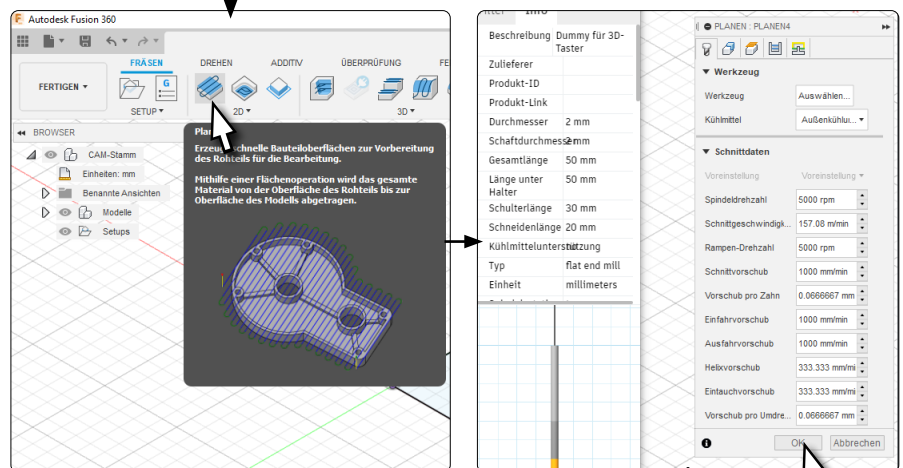 Autodesk Fusion 360
FRÄSEN DREHEN ADDITIV ÜBERPRÜFUNG FE
FERTIGEN
G
SETUP 2D 3D
BROWSER
CAM-Stamm
Einheiten: mm
Benannte Ansichten
Modelle
Setups
Plan
Erzeugt schnelle Bauteiloberflächen zur Vorbereitung
des Rohteils für die Bearbeitung.
Mithilfe einer Flächenoperation wird das gesamte
Material von der Oberfläche des Rohteils bis zur
Oberfläche des Modells abgetragen.
Info
Beschreibung Dummy für 3D-
Taster
Zulieferer
Produkt-ID
Produkt-Link
Durchmesser 2 mm
Schaftdurchmesser 2 mm
Gesamtlänge 50 mm
Länge unter 50 mm
Halter
Schulterlänge 30 mm
Schneidenlänge 20 mm
Kühlmittelunterstützung
Typ flat end mill
Einheit millimeters
PLANEN : PLANEN4
Werkzeug
Werkzeug Auswählen...
Kühlmittel Außenkühlu...
Schnittdaten
Voreinstellung Voreinstellung
Spindeldrehzahl 5000 rpm
Schnittgeschwindigk... 157.08 m/min
Rampen-Drehzahl 5000 rpm
Schnittvorschub 1000 mm/min
Vorschub pro Zahn 0.0666667 mm
Einfahrvorschub 1000 mm/min
Ausfahrvorschub 1000 mm/min
Helixvorschub 333.333 mm/mi
Eintauchvorschub 333.333 mm/mi
Vorschub pro Umdre... 0.0666667 mm
OK Abbrechen